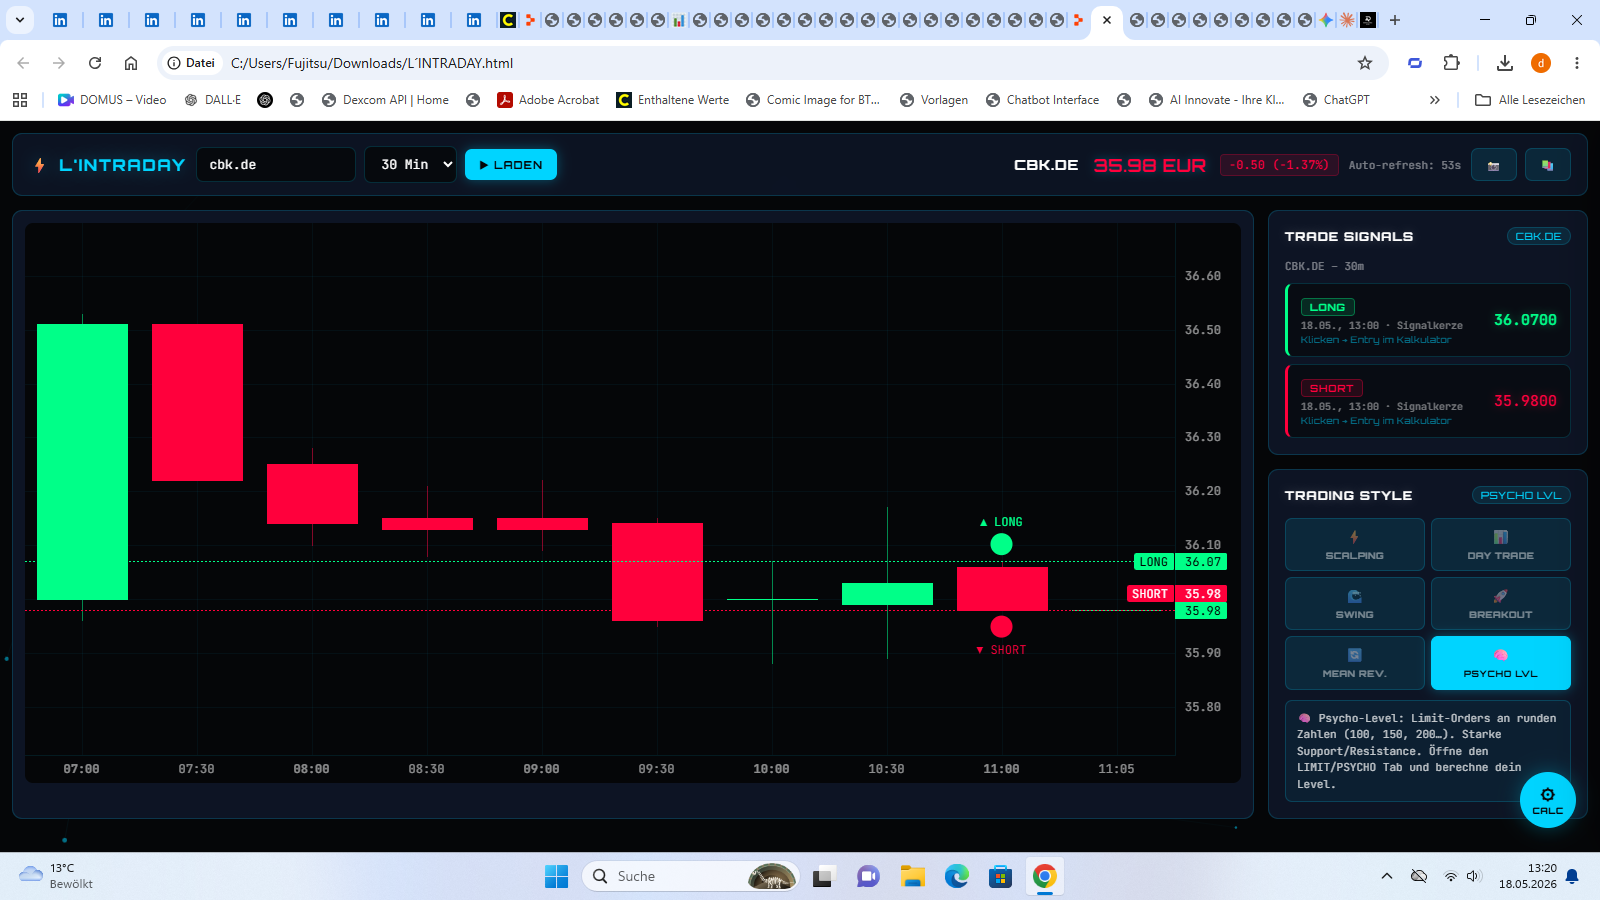 Datei
C:/Users/Fujitsu/Downloads/L´INTRADAY.html
DOMUS – Video
DALL·E
Dexcom API | Home
Adobe Acrobat
Enthaltene Werte
Comic Image for BT...
Vorlagen
Chatbot Interface
AI Innovate - Ihre KI...
ChatGPT
Alle Lesezeichen
L'INTRADAY
cbk.de
30 Min
▶ LADEN
CBK.DE
35.98 EUR
-0.50 (-1.37%)
Auto-refresh: 53s
36.60
36.50
36.40
36.30
36.20
36.10
35.90
35.80
▲ LONG
▼ SHORT
LONG 36.07
SHORT 35.98
35.98
07:00
07:30
08:00
08:30
09:00
09:30
10:00
10:30
11:00
11:05
TRADE SIGNALS
CBK.DE
CBK.DE – 30m
LONG
18.05., 13:00 · Signalkerze
Klicken → Entry im Kalkulator
36.0700
SHORT
18.05., 13:00 · Signalkerze
Klicken → Entry im Kalkulator
35.9800
TRADING STYLE
PSYCHO LVL
SCALPING
DAY TRADE
SWING
BREAKOUT
MEAN REV.
PSYCHO LVL
Psycho-Level: Limit-Orders an runden
Zahlen (100, 150, 200…). Starke
Support/Resistance. Öffne den
LIMIT/PSYCHO Tab und berechne dein
Level.
CALC
13°C
Bewölkt
Suche
13:20
18.05.2026